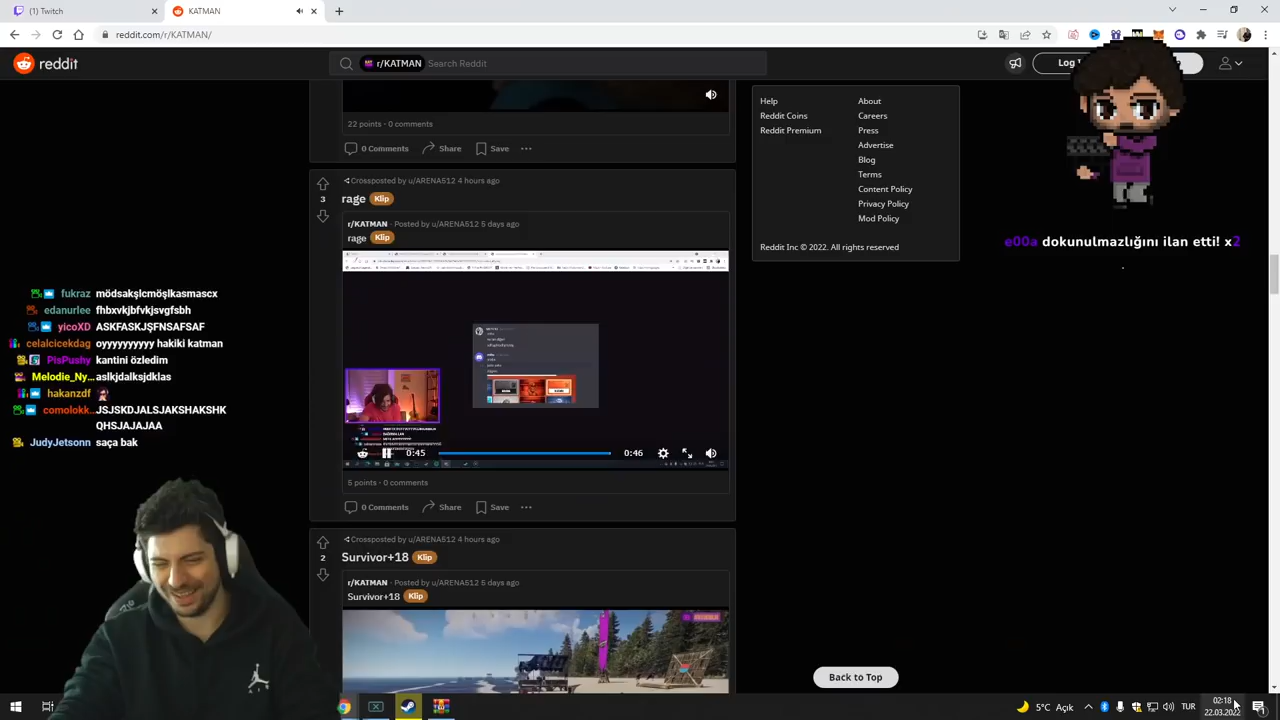 (1) Twitch
KATMAN
reddit.com/r/KATMAN/
reddit
r/KATMAN
Search Reddit
Log
22 points · 0 comments
0 Comments
Share
Save
Crossposted by u/ARENA512 4 hours ago
3
rage
Klip
r/KATMAN · Posted by u/ARENA512 5 days ago
rage
Klip
0:45
0:46
5 points · 0 comments
0 Comments
Share
Save
Crossposted by u/ARENA512 4 hours ago
2
Survivor+18
Klip
r/KATMAN · Posted by u/ARENA512 5 days ago
Survivor+18
Klip
Help
About
Reddit Coins
Careers
Reddit Premium
Press
Advertise
Blog
Terms
Content Policy
Privacy Policy
Mod Policy
Reddit Inc © 2022. All rights reserved
e00a dokunulmazlığını ilan etti! x2
fukraz mödsakşlcmöşlkasmascx
edanurlee fhbxvkjbfvkjsvgfsbh
yicoXD ASKFASKJŞFNSAFSAF
celalcicekdag oyyyyyyyyy hakiki katman
PisPushy kantini özledim
Melodie_Ny... aslkjdalksjdklas
hakanzdf
comolokk... JSJSKDJALSJAKSHAKSHK
QHSJAJAJAA
JudyJetsonn saça bak
Back to Top
5°C Açık
TUR
02:18
22.03.2022